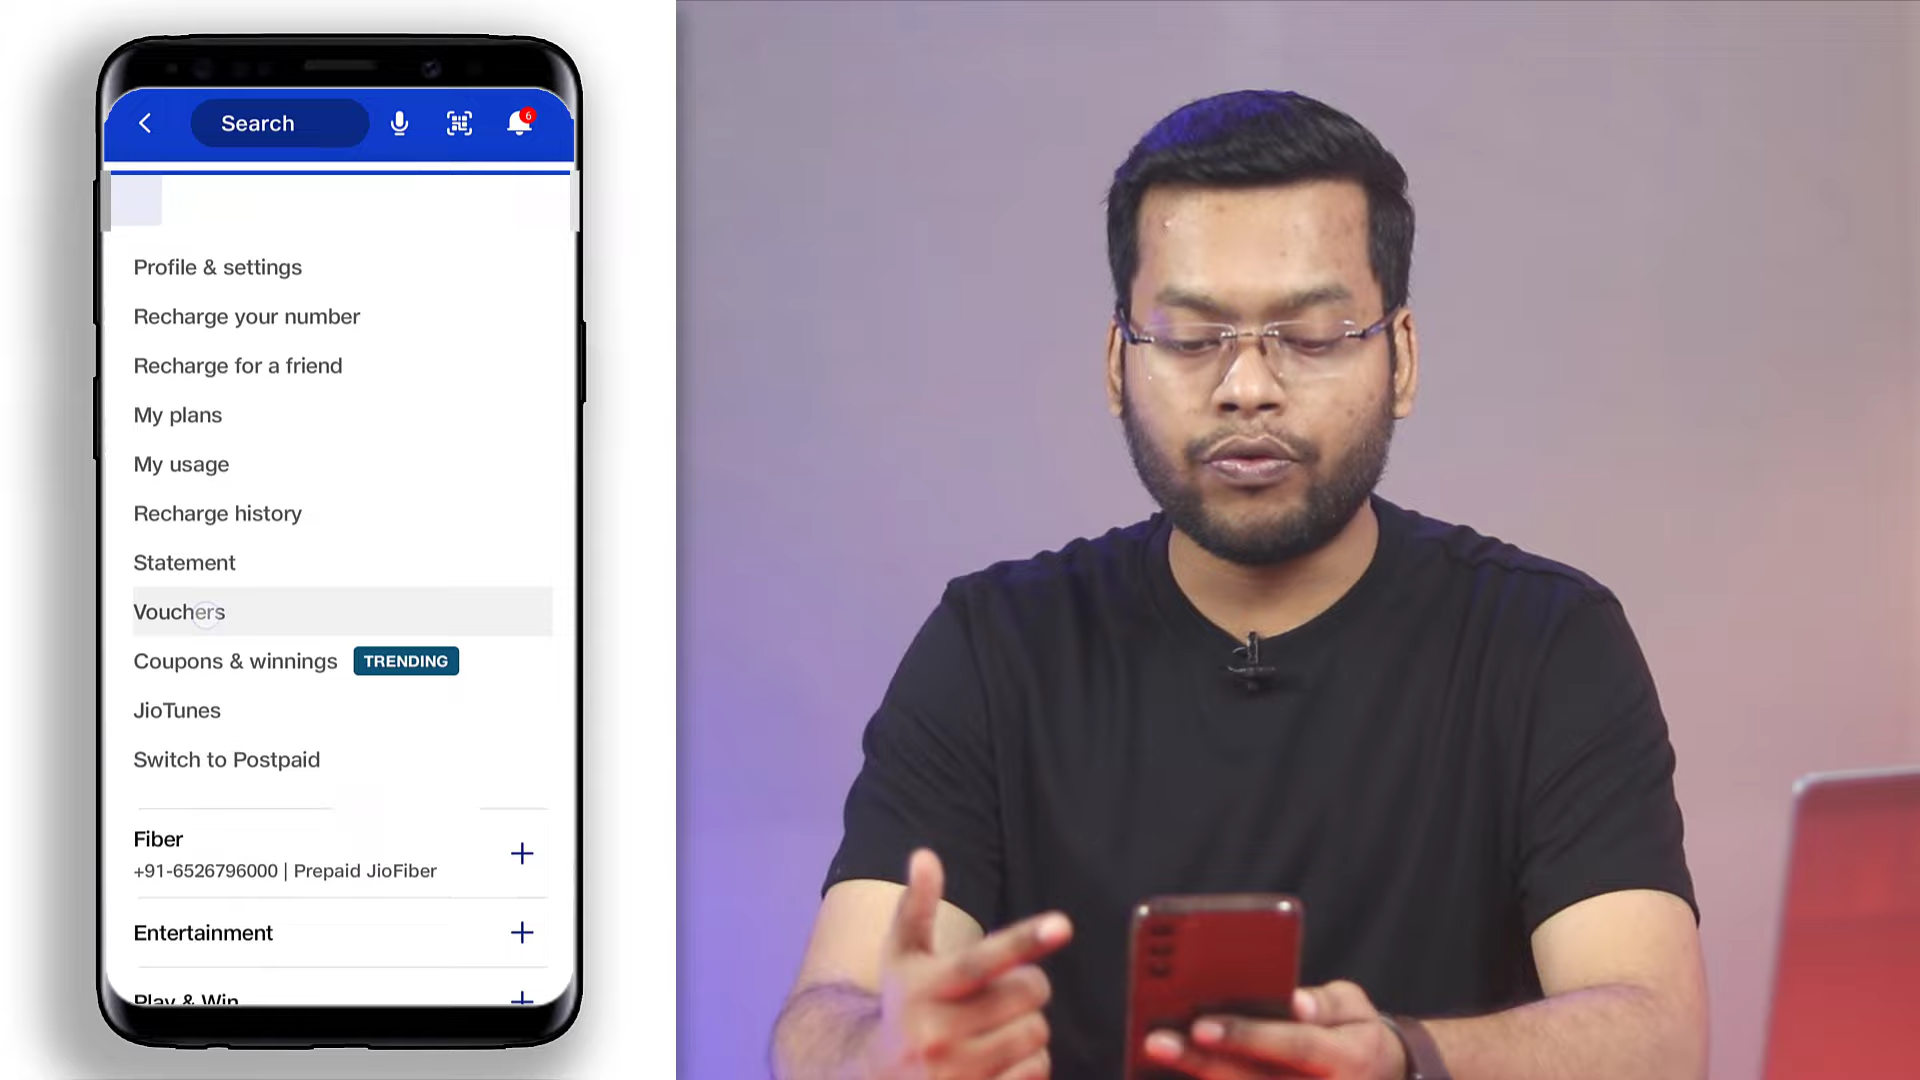 Search
6
Profile & settings
Recharge your number
Recharge for a friend
My plans
My usage
Recharge history
Statement
Vouchers
Coupons & winnings TRENDING
JioTunes
Switch to Postpaid
Fiber
+91-6526796000 | Prepaid JioFiber
Entertainment
Play & Win